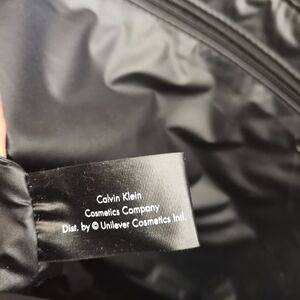 Calvin Klein
Cosmetics Company
Dist. by © Unilever Cosmetics Intl.